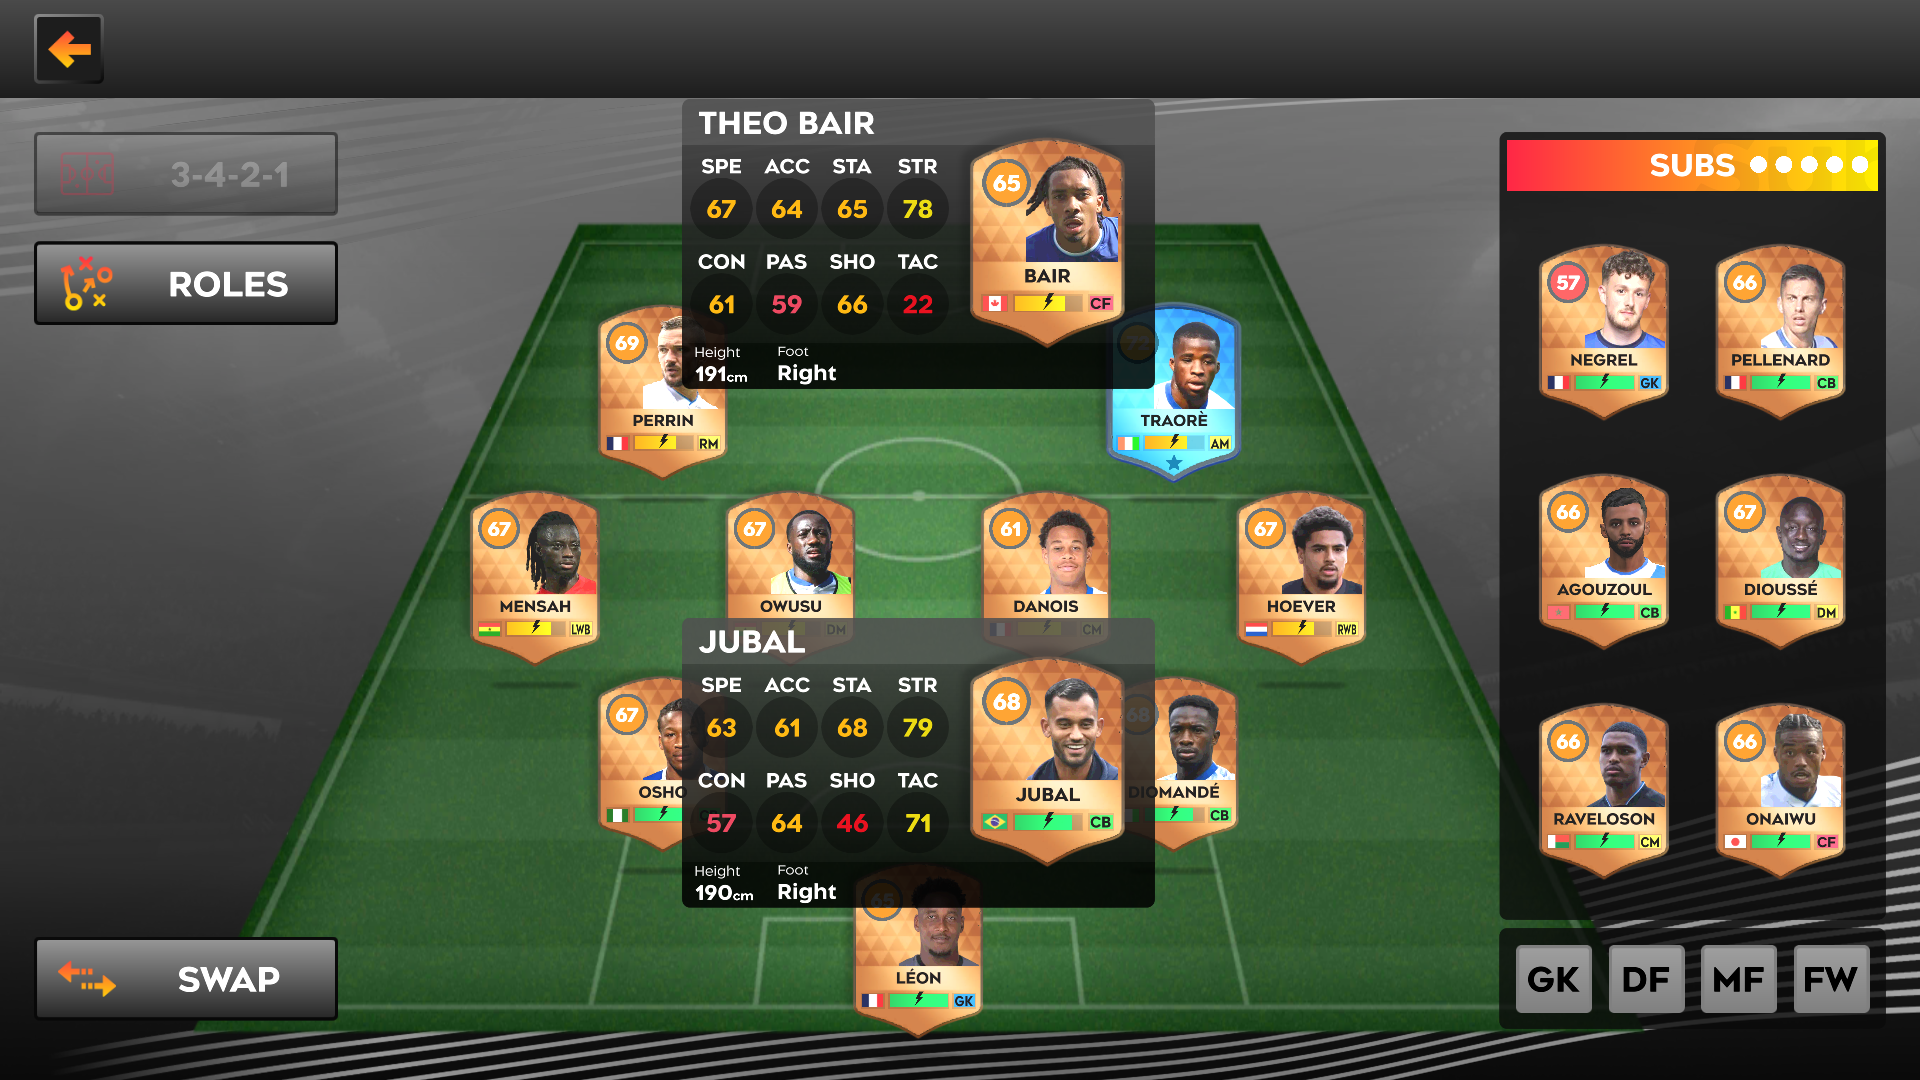 3-4-2-1
ROLES
SWAP
THEO BAIR
SPE ACC STA STR
67 64 65 78
CON PAS SHO TAC
61 59 66 22
Height Foot
191cm Right
65
BAIR
CF
69
PERRIN
RM
TRAORÈ
AM
67
MENSAH
LWB
67
OWUSU
DM
61
DANOIS
CM
67
HOEVER
RWB
JUBAL
SPE ACC STA STR
63 61 68 79
CON PAS SHO TAC
57 64 46 71
Height Foot
190cm Right
68
JUBAL
CB
67
OSHO
68
DIOMANDÉ
CB
65
LÉON
GK
SUBS
57
NEGREL
GK
66
PELLENARD
CB
66
AGOUZOUL
CB
67
DIOUSSÉ
DM
66
RAVELOSON
CM
66
ONAIWU
CF
GK DF MF FW